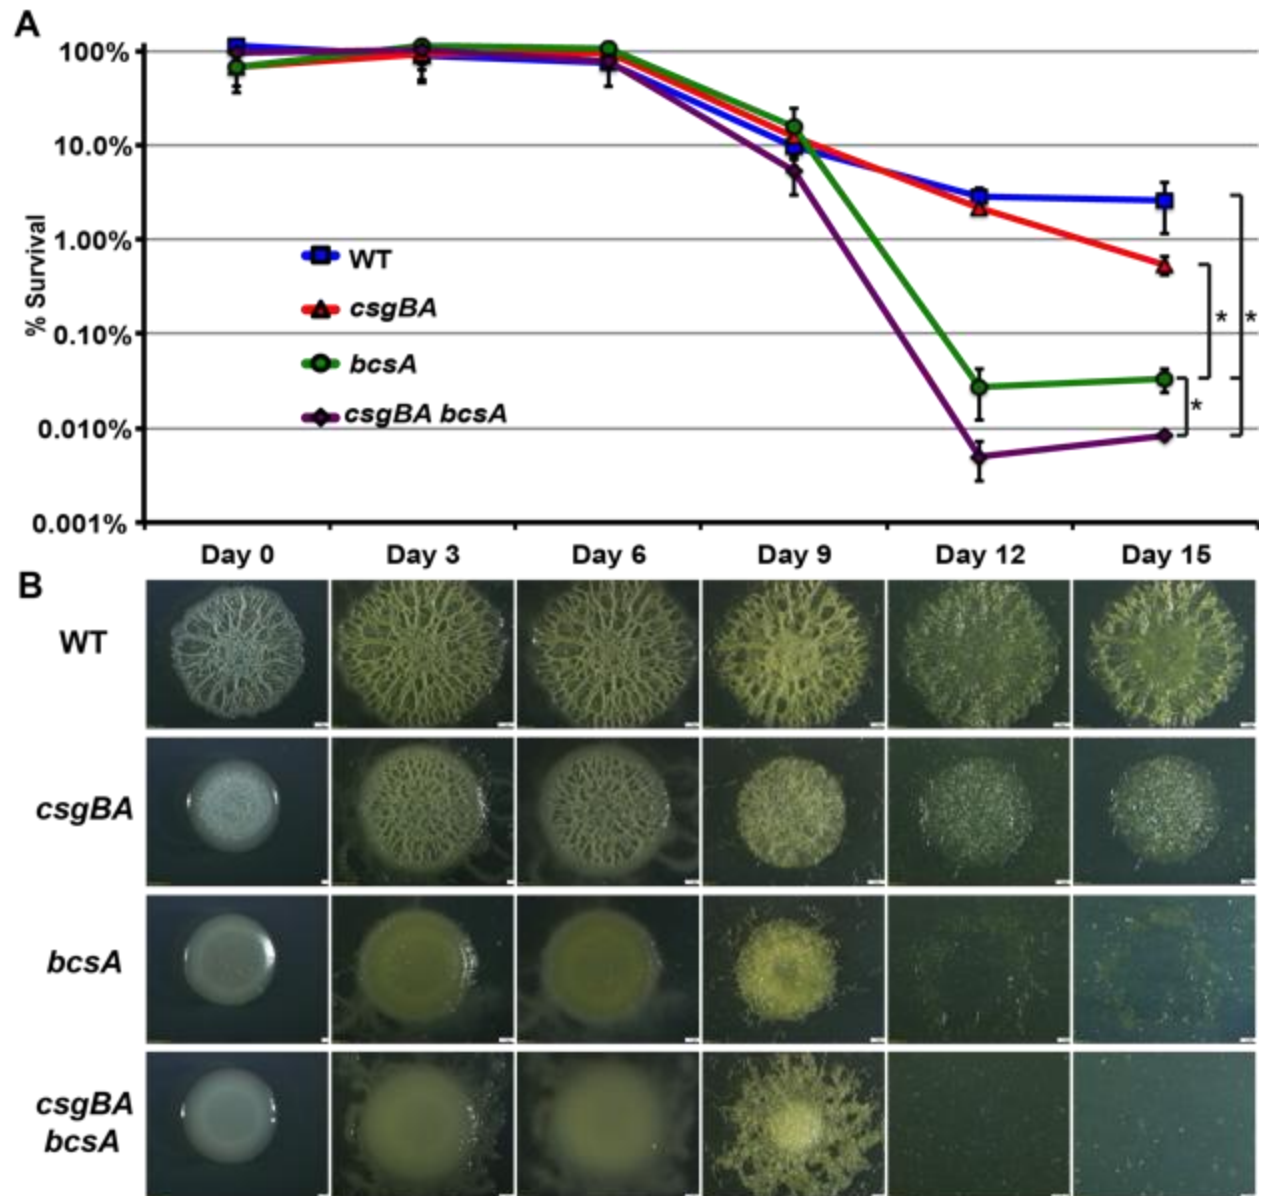 A
100%
10.0%
1.00%
0.10%
0.010%
0.001%
% Survival
WT
csgBA
bcsA
csgBA bcsA
*
*
*
Day 0 Day 3 Day 6 Day 9 Day 12 Day 15
B
WT
csgBA
bcsA
csgBA
bcsA